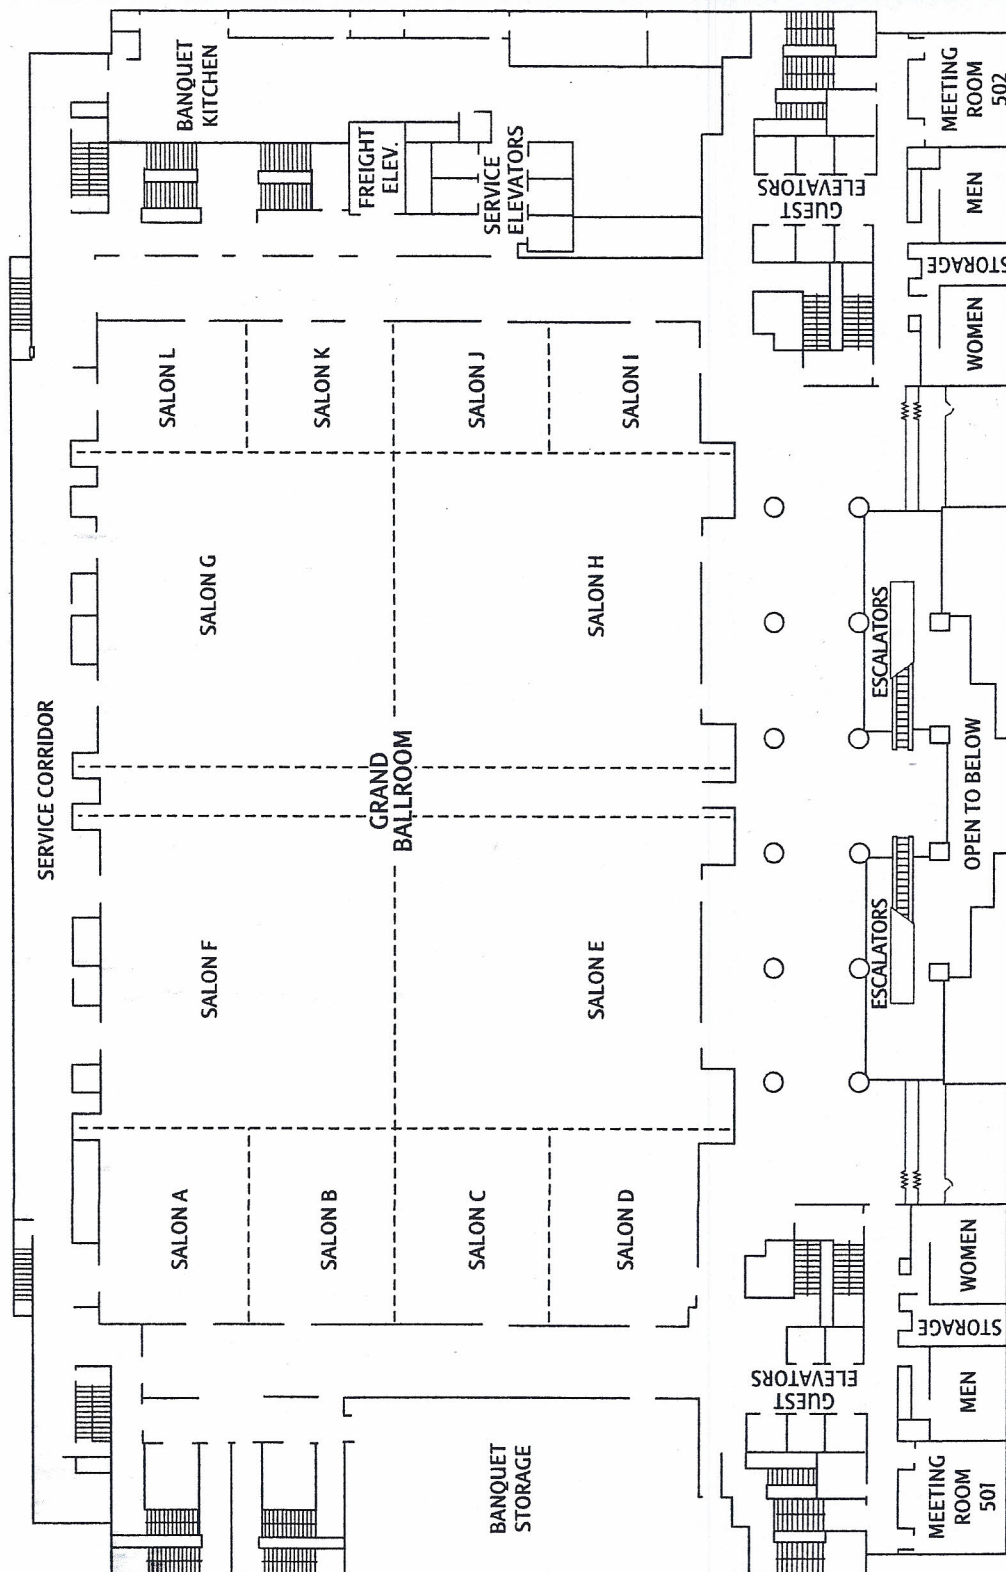 SERVICE CORRIDOR
SALON A
SALON F
SALON G
SALON L
BANQUET
KITCHEN
SALON B
GRAND
BALLROOM
SALON K
FREIGHT
ELEV.
SALON C
SALON J
SERVICE
ELEVATORS
BANQUET
STORAGE
SALON D
SALON E
SALON H
SALON I
GUEST
ELEVATORS
GUEST
ELEVATORS
ESCALATORS
ESCALATORS
OPEN TO BELOW
MEETING
ROOM
501
MEN
STORAGE
WOMEN
WOMEN
STORAGE
MEN
MEETING
ROOM
502